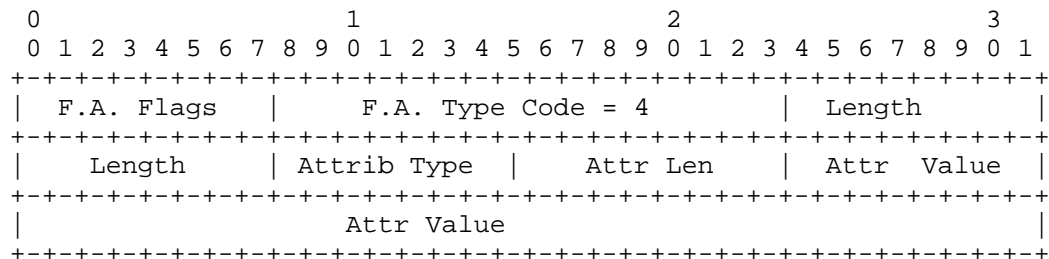 0                   1                   2                   3
 0 1 2 3 4 5 6 7 8 9 0 1 2 3 4 5 6 7 8 9 0 1 2 3 4 5 6 7 8 9 0 1
+-+-+-+-+-+-+-+-+-+-+-+-+-+-+-+-+-+-+-+-+-+-+-+-+-+-+-+-+-+-+-+-+
|  F.A. Flags   |     F.A. Type Code = 4        |  Length       |
+-+-+-+-+-+-+-+-+-+-+-+-+-+-+-+-+-+-+-+-+-+-+-+-+-+-+-+-+-+-+-+-+
|    Length     | Attrib Type  |    Attr Len    |  Attr  Value  |
+-+-+-+-+-+-+-+-+-+-+-+-+-+-+-+-+-+-+-+-+-+-+-+-+-+-+-+-+-+-+-+-+
|                    Attr Value                                 |
+-+-+-+-+-+-+-+-+-+-+-+-+-+-+-+-+-+-+-+-+-+-+-+-+-+-+-+-+-+-+-+-+